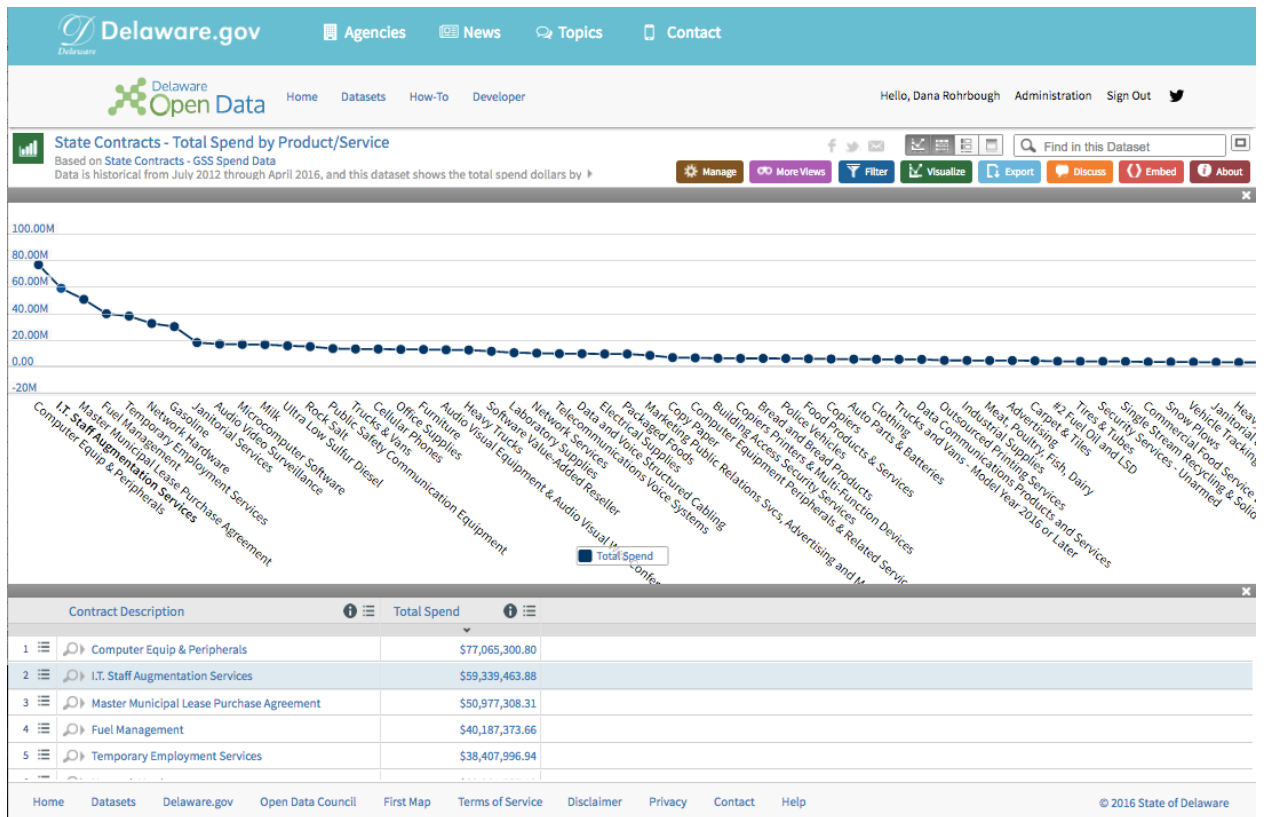 Delaware.gov
Delaware
Agencies
News
Topics
Contact
Delaware
Open Data
Home
Datasets
How-To
Developer
Hello, Dana Rohrbough
Administration
Sign Out
State Contracts - Total Spend by Product/Service
Based on State Contracts - GSS Spend Data
Data is historical from July 2012 through April 2016, and this dataset shows the total spend dollars by
Find in this Dataset
Manage
More Views
Filter
Visualize
Export
Discuss
Embed
About
100.00M
80.00M
60.00M
40.00M
20.00M
0.00
-20M
Computer Equip & Peripherals
I.T. Staff Augmentation Services
Master Municipal Lease Purchase Agreement
Fuel Management
Temporary Employment Services
Network Hardware
Gasoline
Janitorial Services
Audio Video Surveillance
Microcomputer Software
Milk
Ultra Low Sulfur Diesel
Rock Salt
Public Safety Communication Equipment
Trucks & Vans
Cellular Phones
Office Supplies
Furniture
Audio Visual Equipment & Audio Visual
Heavy Trucks
Software Value-Added Reseller
Laboratory Supplies
Network Services
Telecommunications Voice Systems
Data and Voice Structured Cabling
Electrical Supplies
Packaged Foods
Marketing Public Relations Svcs, Advertising and
Copy Paper
Computer Equipment Peripherals & Related
Building Access Security Services
Copiers Printers & Multi-Function Devices
Bread and Bread Products
Police Vehicles
Food Products & Services
Copiers
Auto Parts & Batteries
Clothing
Trucks and Vans - Model Year 2016 or Later
Data Communications Products and Services
Outsourced Printing Services
Industrial Supplies
Meat, Poultry, Fish, Dairy
Advertising
Carpet & Tiles
#2 Fuel Oil and LSD
Tires & Tubes
Security Services - Unarmed
Single Stream Recycling &
Commercial Food Service
Snow Plows
Vehicle Tracking
Janitorial
Heavy
Total Spend
Contract Description
Total Spend
1 Computer Equip & Peripherals $77,065,300.80
2 I.T. Staff Augmentation Services $59,339,463.88
3 Master Municipal Lease Purchase Agreement $50,977,308.31
4 Fuel Management $40,187,373.66
5 Temporary Employment Services $38,407,996.94
Home
Datasets
Delaware.gov
Open Data Council
First Map
Terms of Service
Disclaimer
Privacy
Contact
Help
© 2016 State of Delaware